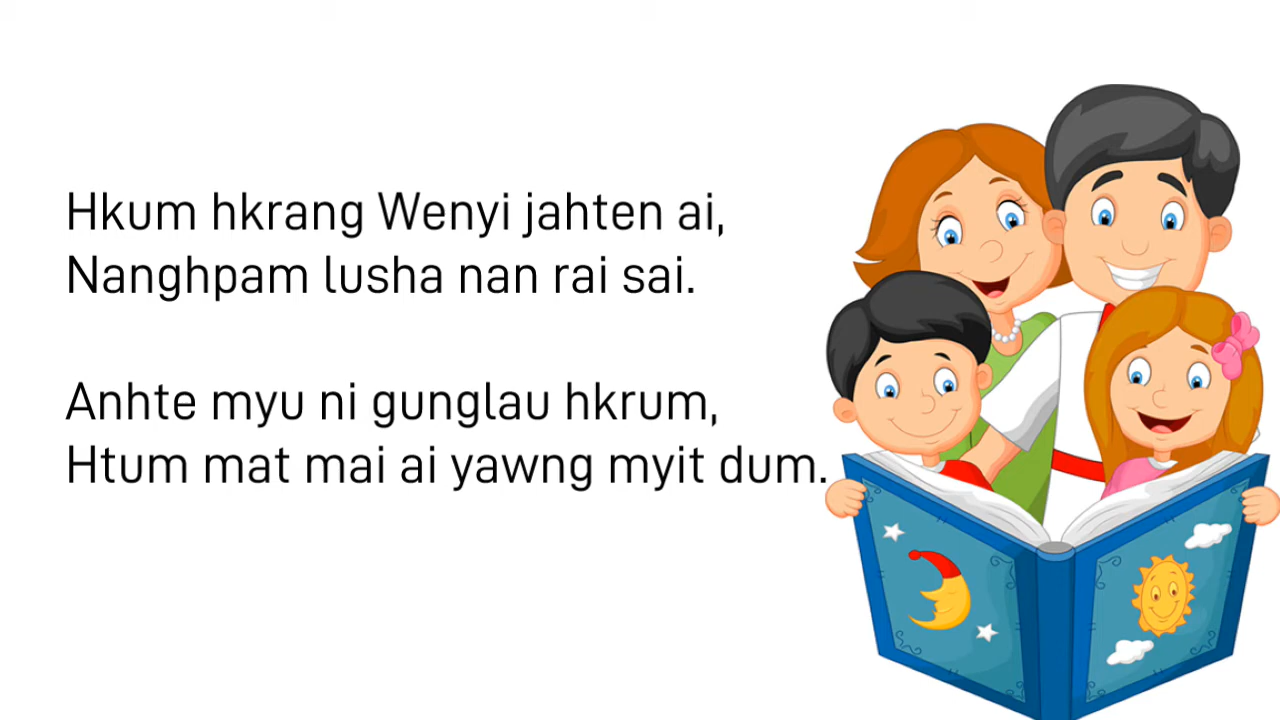 Hkum hkrang Wenyi jahten ai,
Nanghpam lusha nan rai sai.
Anhte myu ni gunglau hkrum,
Htum mat mai ai yawng myit dum.